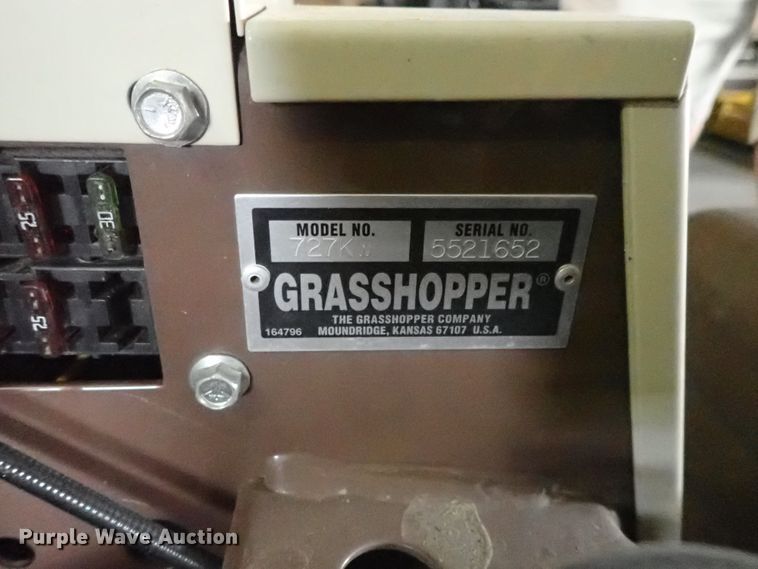 MODEL NO. SERIAL NO.
5521652
GRASSHOPPER®
THE GRASSHOPPER COMPANY
164796 MOUNDRIDGE, KANSAS 67107 U.S.A.
25 30
25
Purple Wave Auction